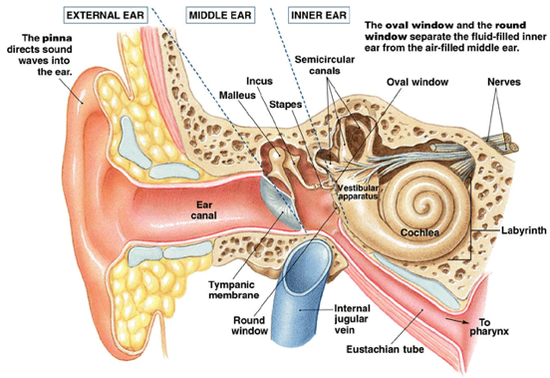 EXTERNAL EAR
MIDDLE EAR
INNER EAR
The pinna
directs sound
waves into
the ear.
The oval window and the round
window separate the fluid-filled inner
ear from the air-filled middle ear.
Semicircular
canals
Oval window
Nerves
Incus
Malleus
Stapes
Ear
canal
Vestibular
apparatus
Cochlea
Labyrinth
Tympanic
membrane
Round
window
Internal
jugular
vein
Eustachian tube
To
pharynx